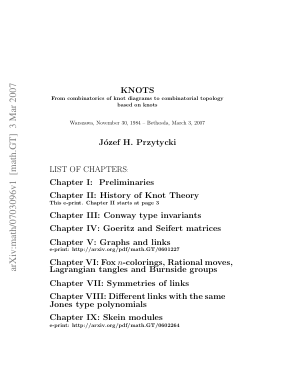 arXiv:math/0703096v1 [math.GT] 3 Mar 2007
KNOTS
From combinatorics of knot diagrams to combinatorial topology
based on knots
Warszawa, November 30, 1984 – Bethesda, March 3, 2007
Józef H. Przytycki
LIST OF CHAPTERS:
Chapter I: Preliminaries
Chapter II: History of Knot Theory
This e-print. Chapter II starts at page 3
Chapter III: Conway type invariants
Chapter IV: Goeritz and Seifert matrices
Chapter V: Graphs and links
e-print: http://arxiv.org/pdf/math.GT/0601227
Chapter VI: Fox n-colorings, Rational moves,
Lagrangian tangles and Burnside groups
Chapter VII: Symmetries of links
Chapter VIII: Different links with the same
Jones type polynomials
Chapter IX: Skein modules
e-print: http://arxiv.org/pdf/math.GT/0602264